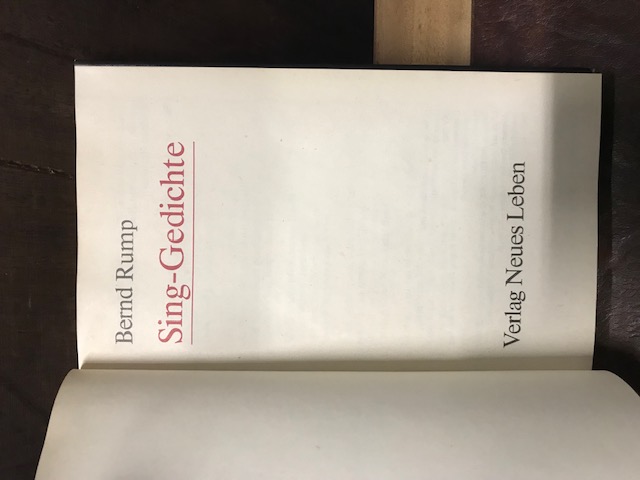 Bernd Rump
Sing-Gedichte
Verlag Neues Leben